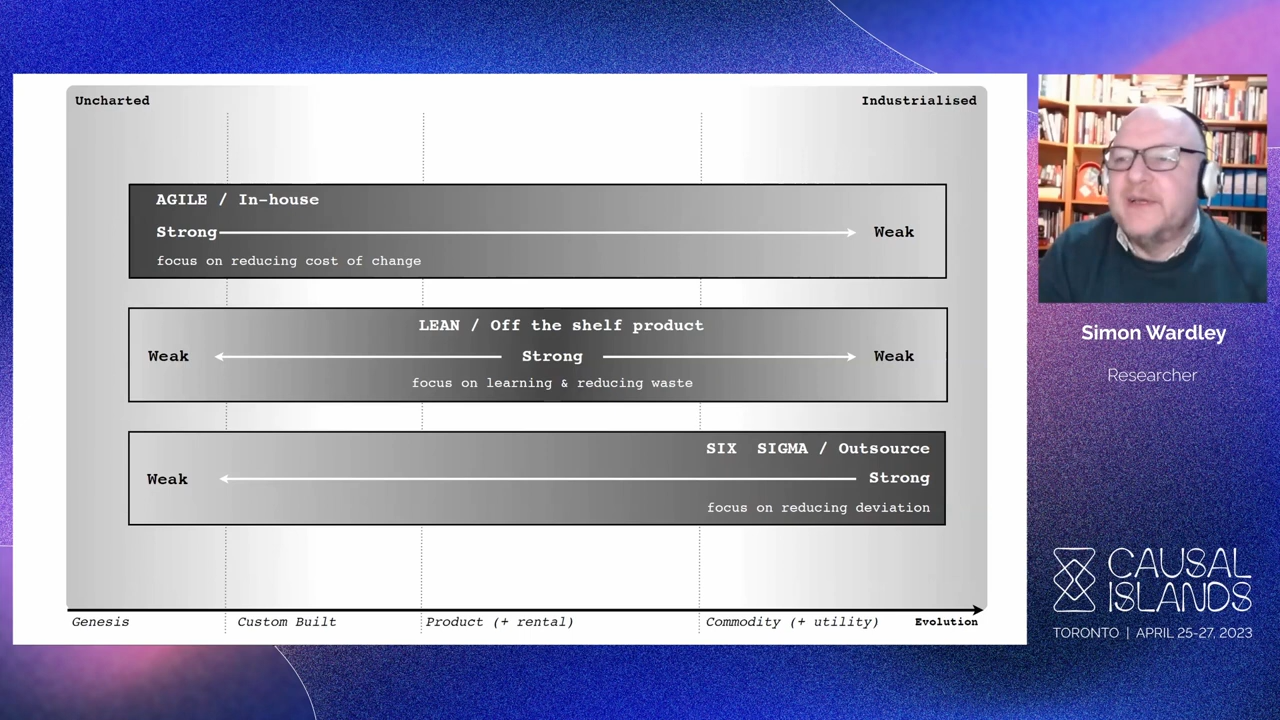 Uncharted
Industrialised
AGILE / In-house
Strong
Weak
focus on reducing cost of change
LEAN / Off the shelf product
Weak
Strong
Weak
focus on learning & reducing waste
SIX SIGMA / Outsource
Weak
Strong
focus on reducing deviation
Genesis
Custom Built
Product (+ rental)
Commodity (+ utility)
Evolution
Simon Wardley
Researcher
CAUSAL
ISLANDS
TORONTO | APRIL 25-27, 2023